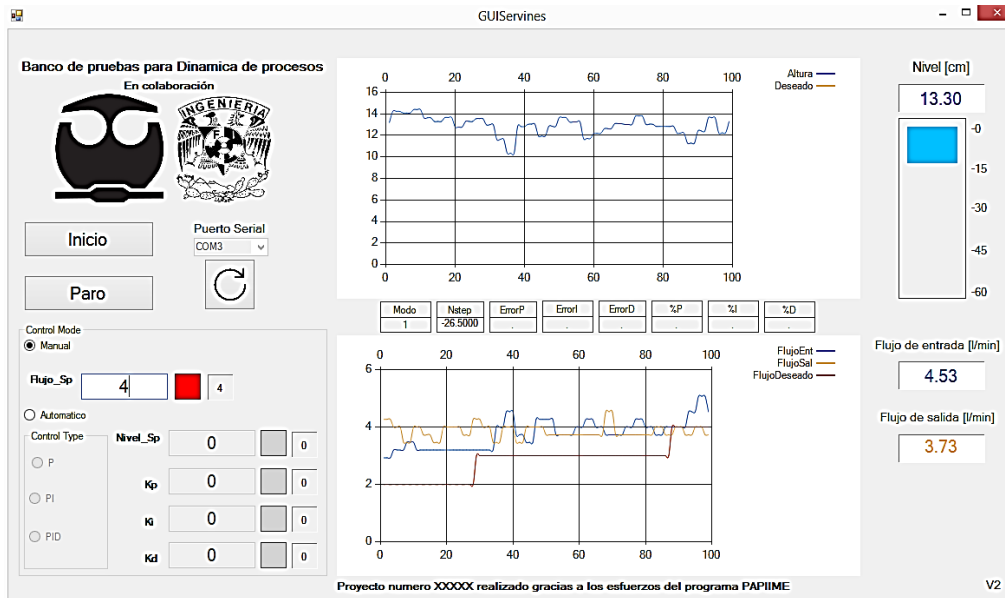 GUIServines
Banco de pruebas para Dinamica de procesos
En colaboración
INGENIERIA
Inicio
Puerto Serial
COM3
Paro
Control Mode
Manual
Flujo_Sp 4 4
Automatico
Control Type
P
PI
PID
Nivel_Sp 0 0
Kp 0 0
Ki 0 0
Kd 0 0
0 20 40 60 80 100
Altura
Deseado
16
14
12
10
8
6
4
2
0
0 20 40 60 80 100
Modo Nstep ErrorP ErrorI ErrorD %P %I %D
1 -26.5000 . . . . . .
0 20 40 60 80 100
FlujoEnt
FlujoSal
FlujoDeseado
6
4
2
0
0 20 40 60 80 100
Nivel [cm]
13.30
-0
-15
-30
-45
-60
Flujo de entrada [l/min]
4.53
Flujo de salida [l/min]
3.73
Proyecto numero XXXXX realizado gracias a los esfuerzos del programa PAPIIME
V2